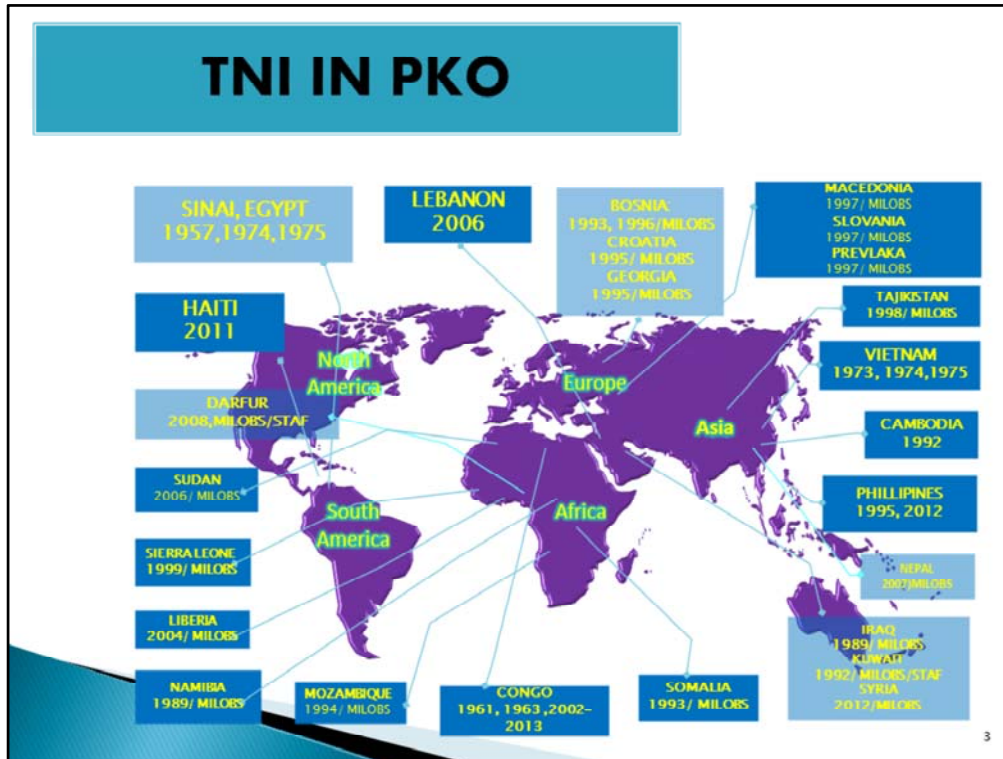 TNI IN PKO
SINAI, EGYPT
1957,1974,1975
LEBANON
2006
BOSNIA:
1993, 1996/MILOBS
CROATIA
1995/ MILOBS
GEORGIA
1995/MILOBS
MACEDONIA
1997/ MILOBS
SLOVANIA
1997/ MILOBS
PREVLAKA
1997/ MILOBS
HAITI
2011
TAJIKISTAN
1998/ MILOBS
VIETNAM
1973, 1974,1975
North
America
Europe
Asia
DARFUR
2008,MILOBS/STAF
CAMBODIA
1992
SUDAN
2006/ MILOBS
PHILLIPINES
1995, 2012
South
America
Africa
SIERRA LEONE
1999/ MILOBS
NEPAL
2007)MILOBS
LIBERIA
2004/ MILOBS
IRAQ
1989/ MILOBS
KUWAIT
1992/ MILOBS/STAF
SYRIA
2012/MILOBS
NAMIBIA
1989/ MILOBS
MOZAMBIQUE
1994/ MILOBS
CONGO
1961, 1963,2002-
2013
SOMALIA
1993/ MILOBS
3